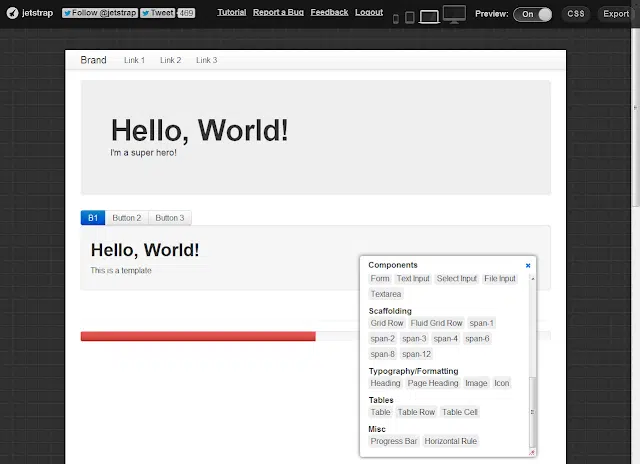 jetstrap Follow @jetstrap Tweet 469 Tutorial Report a Bug Feedback Logout Preview: On CSS Export
Brand Link 1 Link 2 Link 3
Hello, World!
I'm a super hero!
B1 Button 2 Button 3
Hello, World!
This is a template
Components
Form Text Input Select Input File Input
Textarea
Scaffolding
Grid Row Fluid Grid Row span-1
span-2 span-3 span-4 span-6
span-8 span-12
Typography/Formatting
Heading Page Heading Image Icon
Tables
Table Table Row Table Cell
Misc
Progress Bar Horizontal Rule